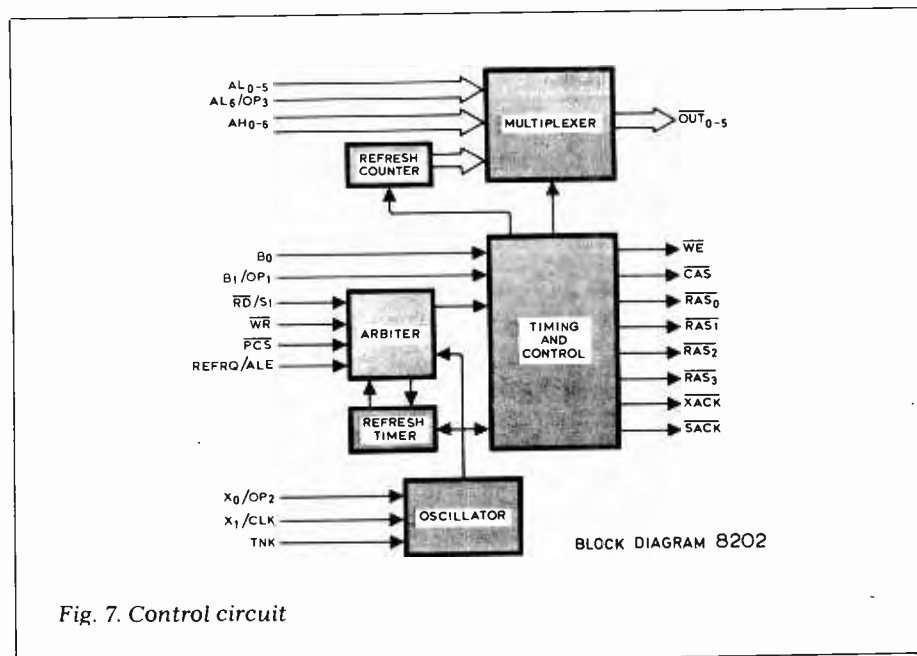 AL0-5
AL6/OP3
AH0-6
MULTIPLEXER
OUT0-5
REFRESH
COUNTER
B0
B1/OP1
RD/S1
WR
PCS
REFRQ/ALE
ARBITER
REFRESH
TIMER
TIMING
AND
CONTROL
WE
CAS
RAS0
RAS1
RAS2
RAS3
XACK
SACK
X0/OP2
X1/CLK
TNK
OSCILLATOR
BLOCK DIAGRAM 8202
Fig. 7. Control circuit